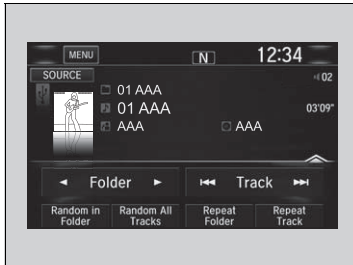 MENU N 12:34
SOURCE 02
01 AAA
01 AAA 03'09"
AAA AAA
Folder Track
Random in Folder Random All Tracks Repeat Folder Repeat Track